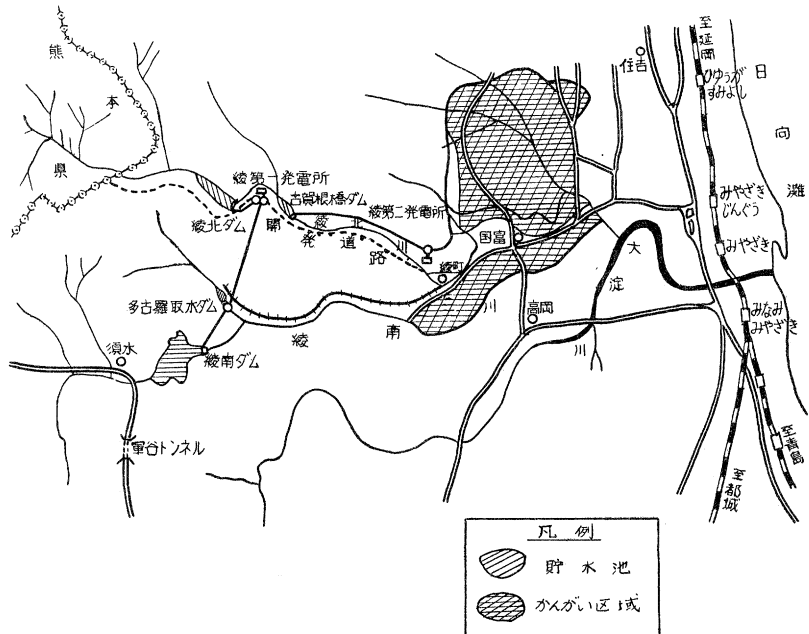 熊本県
至延岡
住吉
ひゆうが
すみよし
日向灘
綾第一発電所
古賀根橋ダム
綾第二発電所
綾北ダム
開発道路
綾北川
みやざき
じんぐう
国富
みやざき
綾町
大淀川
多古羅取水ダム
高岡
みなみ
みやざき
綾南川
須木
綾南ダム
軍谷トンネル
至青島
至都城
凡例
貯水池
かんがい区域